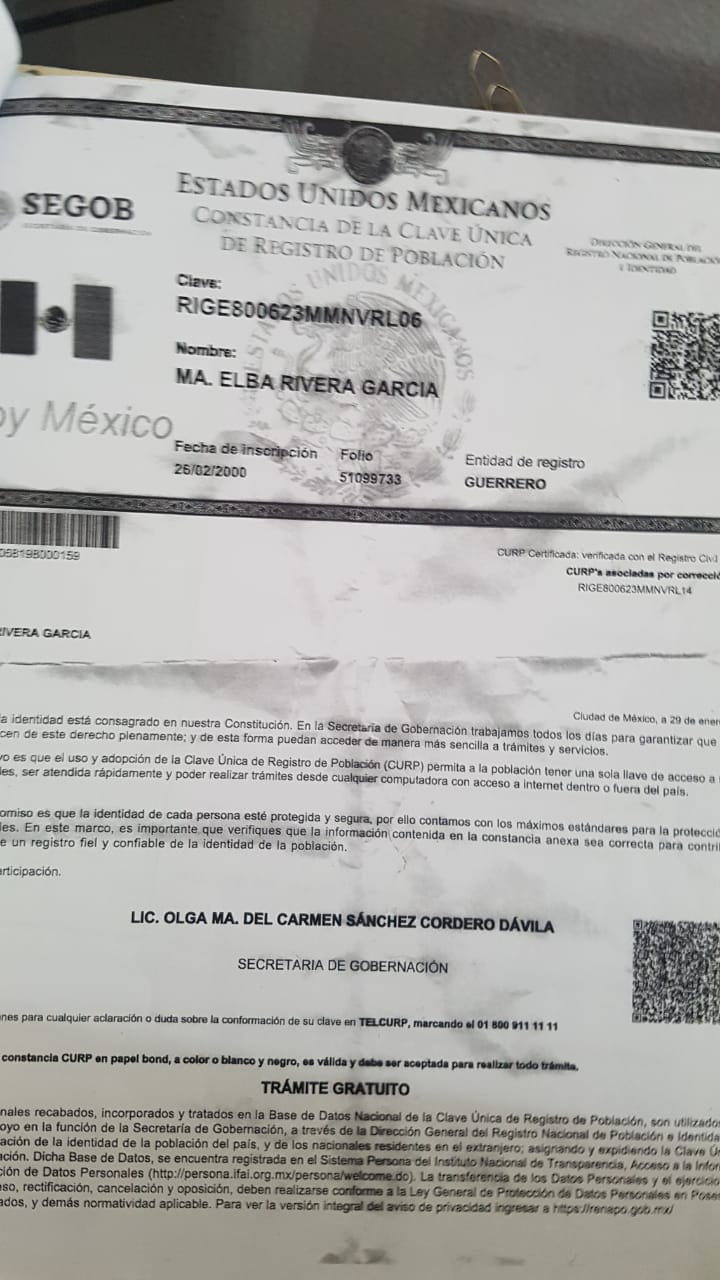 SEGOB
ESTADOS UNIDOS MEXICANOS
CONSTANCIA DE LA CLAVE ÚNICA
DE REGISTRO DE POBLACIÓN
DIRECCIÓN GENERAL DEL
REGISTRO NACIONAL DE POBLACIÓN
E IDENTIDAD
Clave:
RIGE800623MMNVRL06
Nombre:
MA. ELBA RIVERA GARCIA
oy México
Fecha de inscripción Folio Entidad de registro
26/02/2000 51099733 GUERRERO
ESTADOS UNIDOS MEXICANOS
CURP Certificada: verificada con el Registro Civil
CURP's asociadas por correcció
RIGE800623MMNVRL14
IVERA GARCIA
Ciudad de México, a 29 de ener
a identidad está consagrado en nuestra Constitución. En la Secretaría de Gobernación trabajamos todos los días para garantizar que
cen de este derecho plenamente; y de esta forma puedan acceder de manera más sencilla a trámites y servicios.
vo es que el uso y adopción de la Clave Única de Registro de Población (CURP) permita a la población tener una sola llave de acceso a
les, ser atendida rápidamente y poder realizar trámites desde cualquier computadora con acceso a internet dentro o fuera del país.
omiso es que la identidad de cada persona esté protegida y segura, por ello contamos con los máximos estándares para la protecció
les. En este marco, es importante que verifiques que la información contenida en la constancia anexa sea correcta para contri
e un registro fiel y confiable de la identidad de la población.
articipación.
LIC. OLGA MA. DEL CARMEN SÁNCHEZ CORDERO DÁVILA
SECRETARIA DE GOBERNACIÓN
nes para cualquier aclaración o duda sobre la conformación de su clave en TELCURP, marcando el 01 800 911 11 11
constancia CURP en papel bond, a color o blanco y negro, es válida y debe ser aceptada para realizar todo trámite.
TRÁMITE GRATUITO
nales recabados, incorporados y tratados en la Base de Datos Nacional de la Clave Única de Registro de Población, son utilizados
oyo en la función de la Secretaría de Gobernación, a través de la Dirección General del Registro Nacional de Población e Identida
ación de la identidad de la población del país, y de los nacionales residentes en el extranjero; asignando y expidiendo la Clave Ún
ción. Dicha Base de Datos, se encuentra registrada en el Sistema Persona del Instituto Nacional de Transparencia, Acceso a la Infor
ción de Datos Personales (http://persona.ifai.org.mx/persona/welcome.do). La transferencia de los Datos Personales y el ejercicio
so, rectificación, cancelación y oposición, deben realizarse conforme a la Ley General de Protección de Datos Personales en Poses
ados, y demás normatividad aplicable. Para ver la versión integral del aviso de privacidad ingresar a https://renapo.gob.mx/